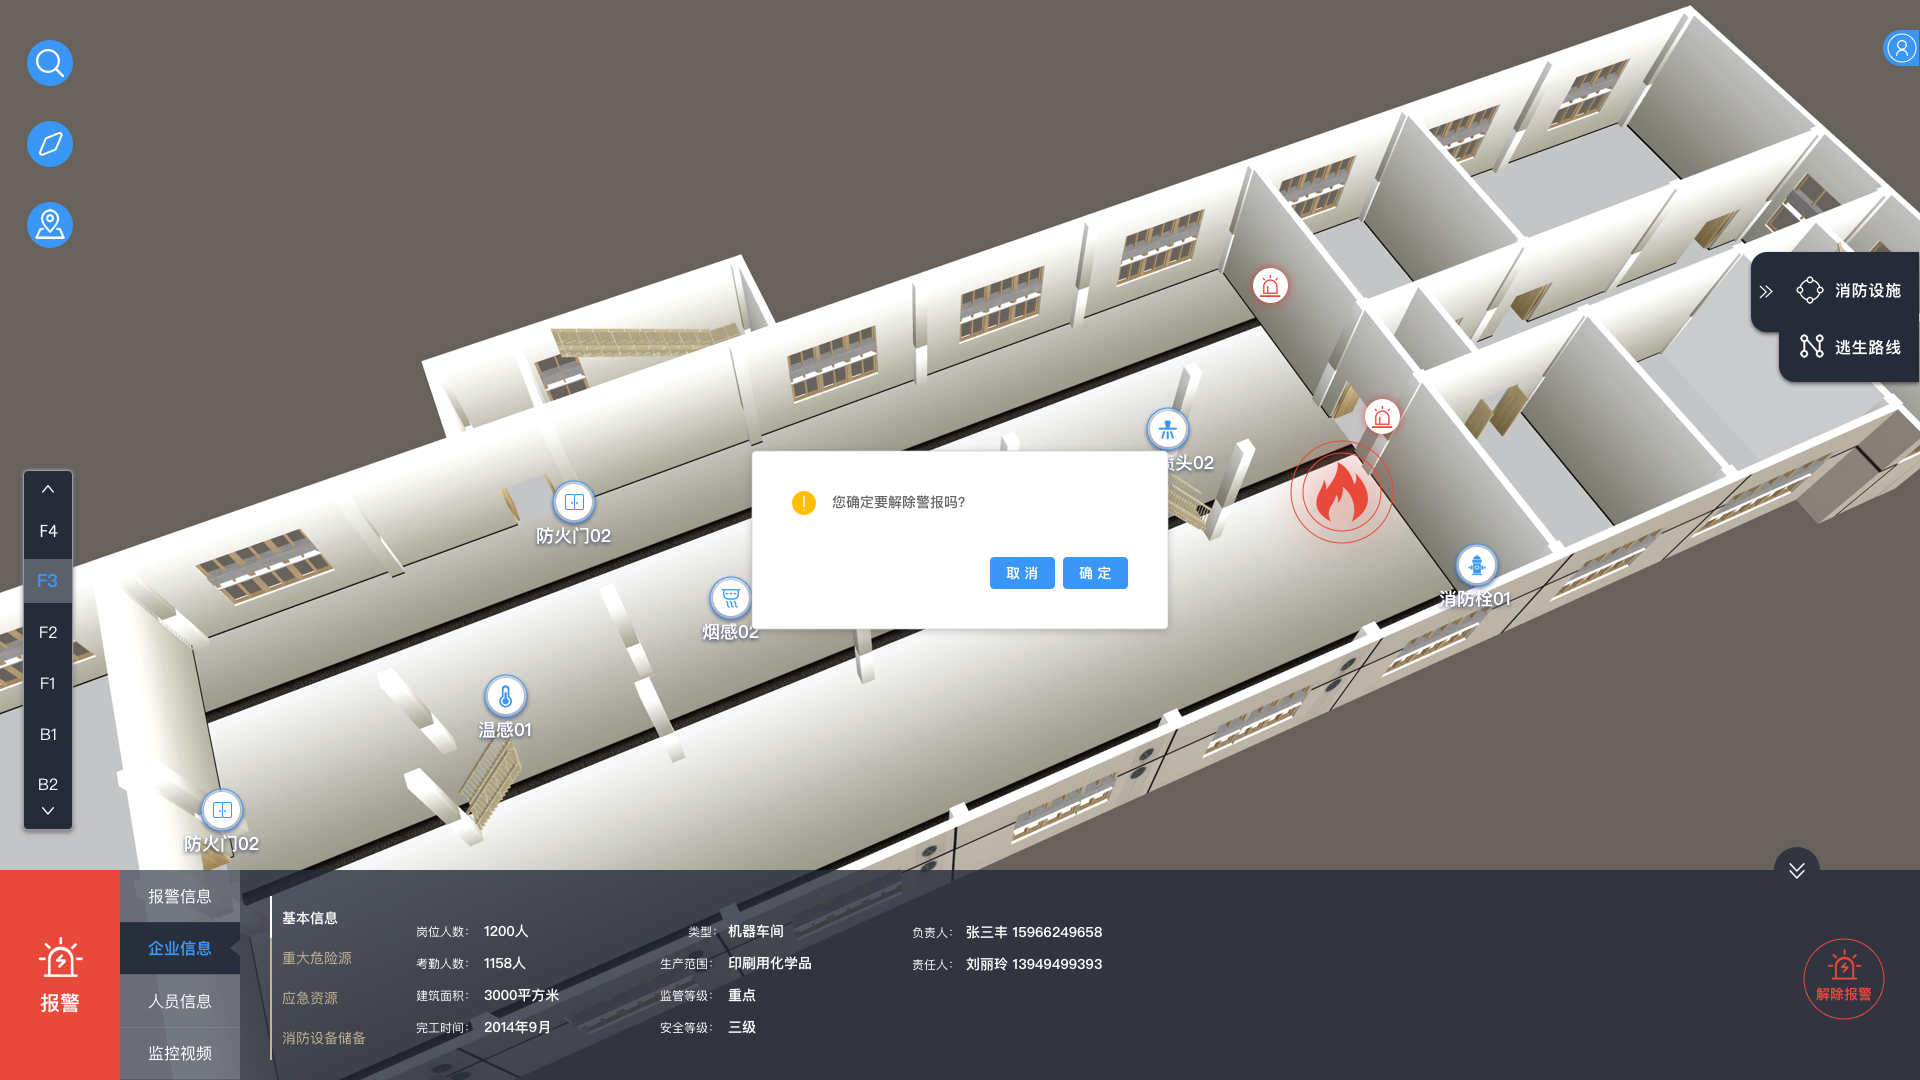 消防设施
逃生路线
F4
F3
F2
F1
B1
B2
喷头02
防火门02
您确定要解除警报吗?
取 消
确 定
消防栓01
烟感02
温感01
防火门02
报警
报警信息
企业信息
人员信息
监控视频
基本信息
重大危险源
应急资源
消防设备储备
岗位人数： 1200人
考勤人数： 1158人
建筑面积： 3000平方米
完工时间： 2014年9月
类型： 机器车间
生产范围： 印刷用化学品
监管等级： 重点
安全等级： 三级
负责人： 张三丰 15966249658
责任人： 刘丽玲 13949499393
解除报警